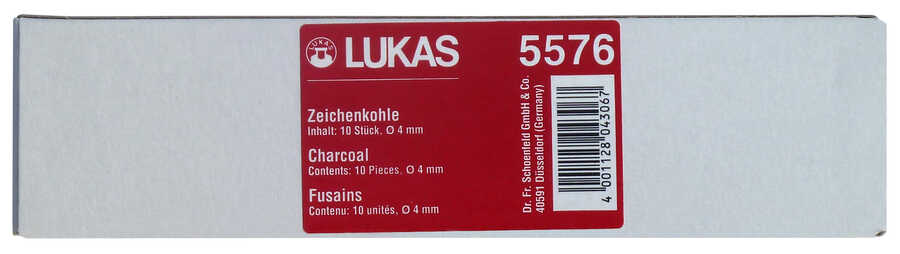 LUKAS
LUKAS
5576
Zeichenkohle
Inhalt: 10 Stück, Ø 4 mm
Charcoal
Contents: 10 Pieces, Ø 4 mm
Fusains
Contenu: 10 unités, Ø 4 mm
Dr. Fr. Schoenfeld GmbH & Co.
40591 Düsseldorf (Germany)
4 001128 043067